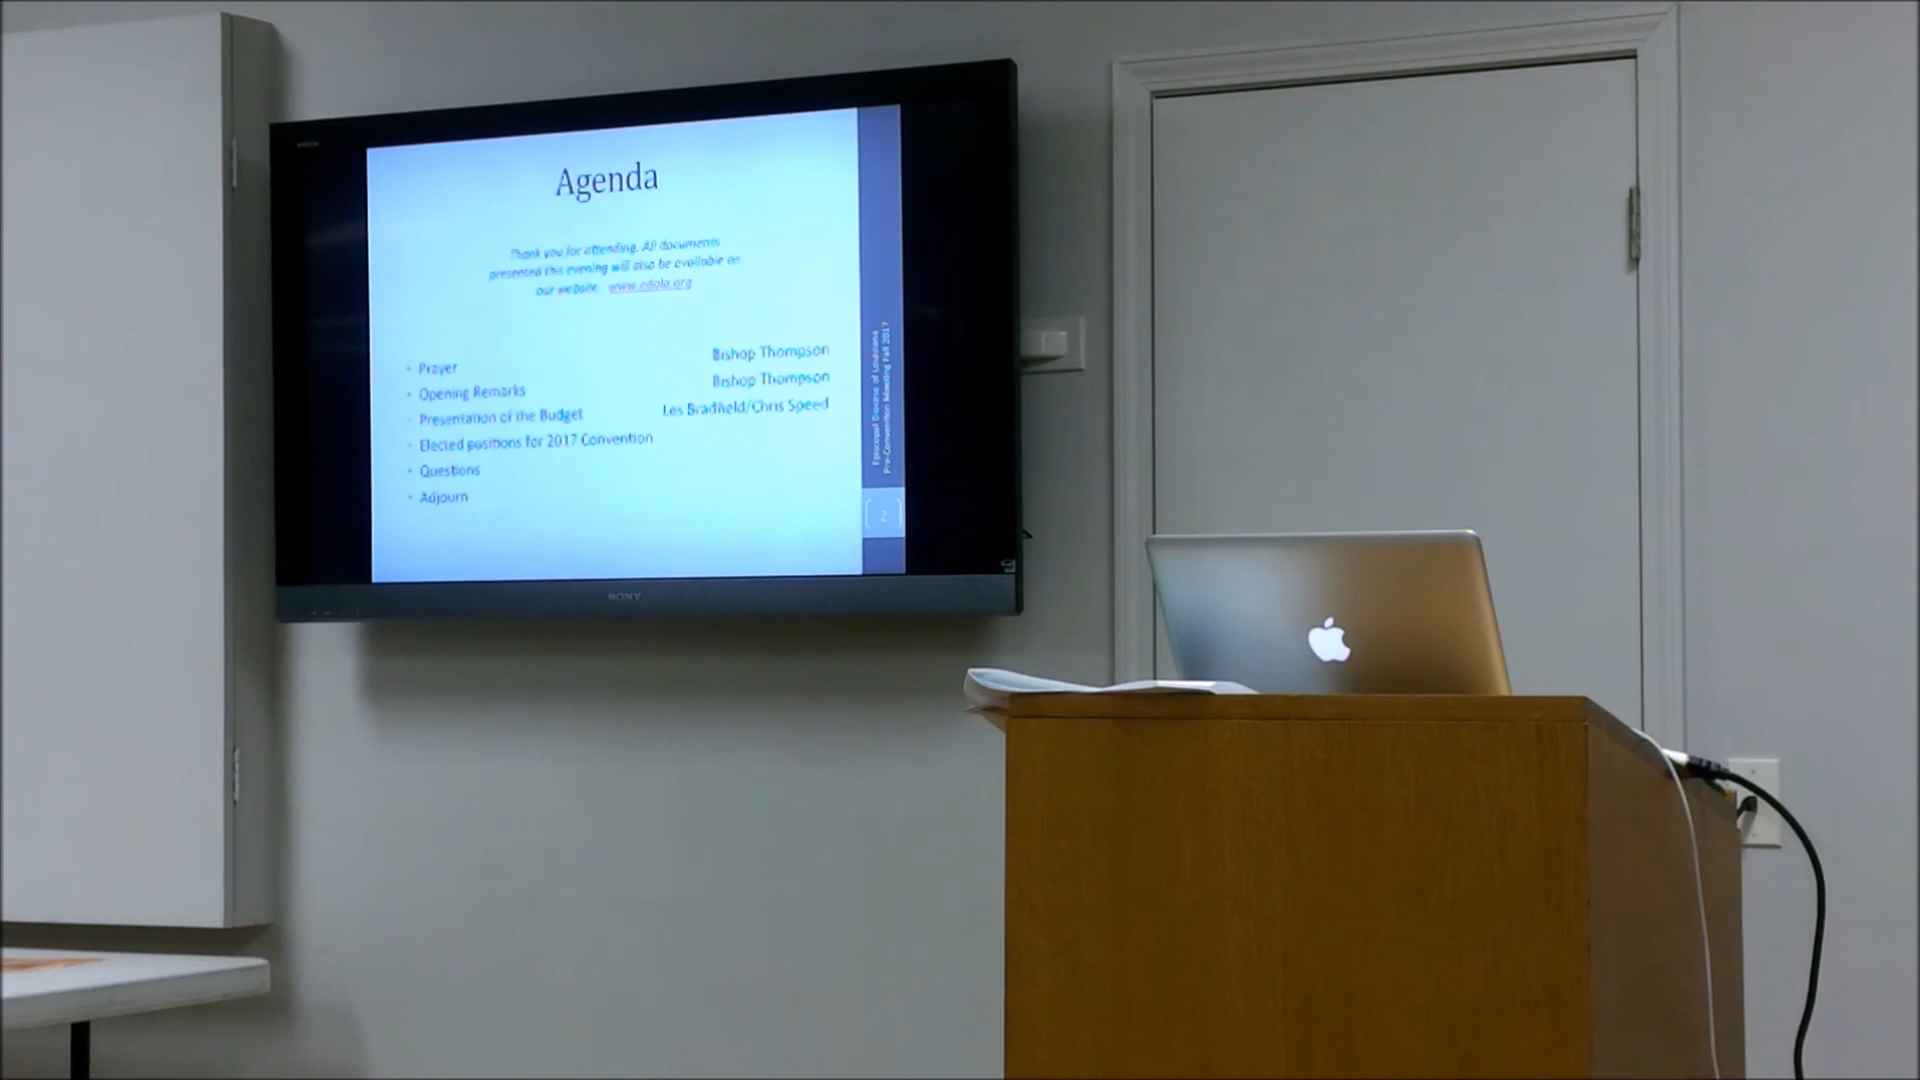 Agenda
Thank you for attending. All documents
presented this evening will also be available on
our website. www.edola.org
• Prayer Bishop Thompson
• Opening Remarks Bishop Thompson
• Presentation of the Budget Les Bradfield/Chris Speed
• Elected positions for 2017 Convention
• Questions
• Adjourn
Episcopal Diocese of Louisiana
Pre-Convention Meeting Fall 2017
2
SONY